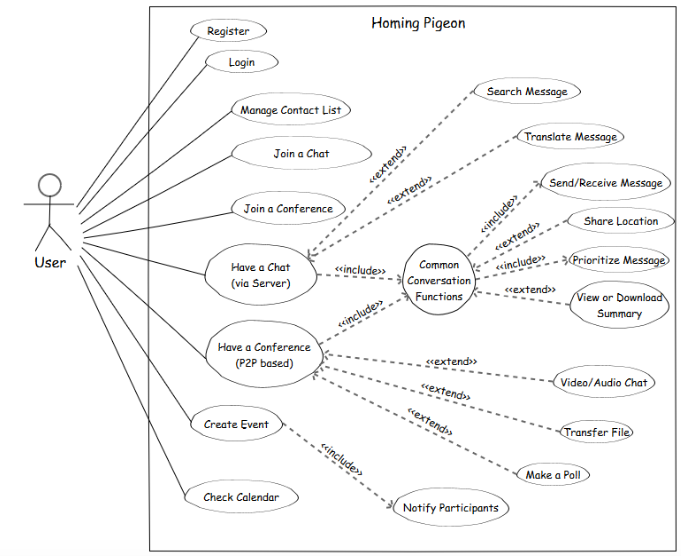 Homing Pigeon
Register
Login
Search Message
Manage Contact List
Translate Message
Join a Chat
<<extend>>
<<extend>>
Send/Receive Message
Join a Conference
<<include>>
Share Location
<<extend>>
User
Have a Chat
(via Server)
<<include>>
Common
Conversation
Functions
<<include>>
Prioritize Message
<<extend>>
View or Download
Summary
<<include>>
Have a Conference
(P2P based)
<<extend>>
Video/Audio Chat
<<extend>>
Create Event
<<extend>>
Transfer File
<<include>>
Make a Poll
Check Calendar
Notify Participants